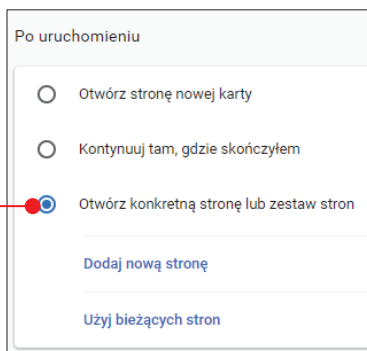 Po uruchomieniu
Otwórz stronę nowej karty
Kontynuuj tam, gdzie skończyłem
Otwórz konkretną stronę lub zestaw stron
Dodaj nową stronę
Użyj bieżących stron